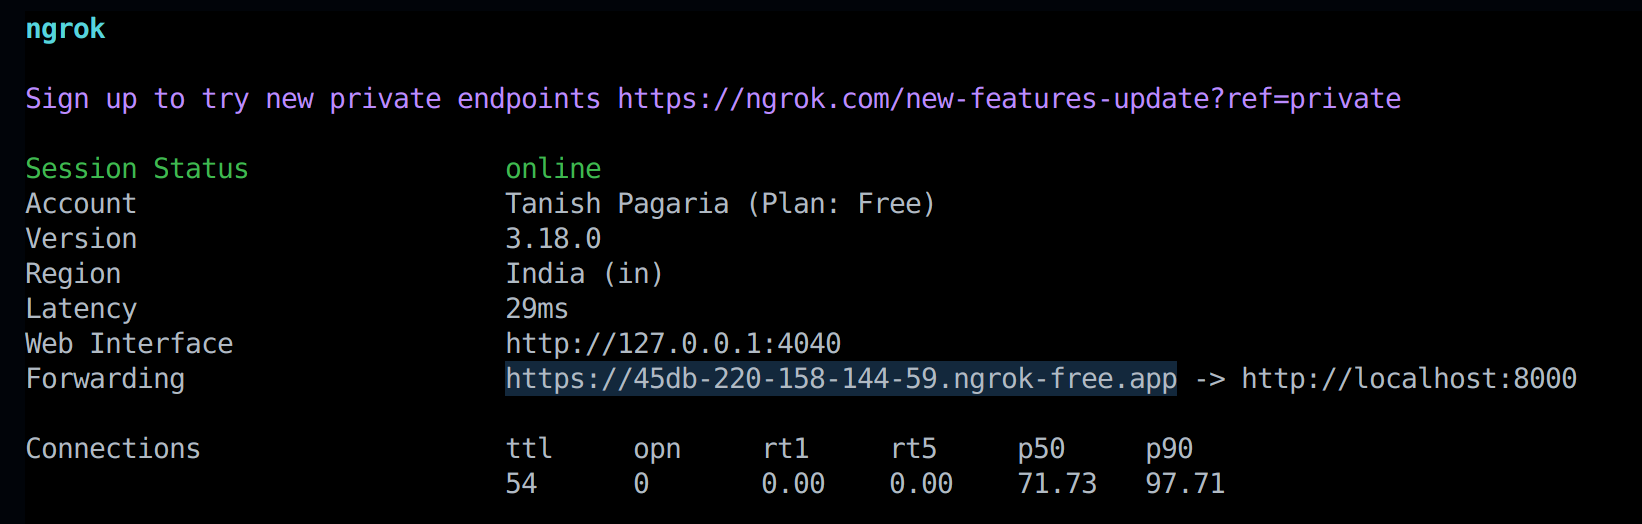 ngrok
Sign up to try new private endpoints https://ngrok.com/new-features-update?ref=private
Session Status online
Account Tanish Pagaria (Plan: Free)
Version 3.18.0
Region India (in)
Latency 29ms
Web Interface http://127.0.0.1:4040
Forwarding https://45db-220-158-144-59.ngrok-free.app -> http://localhost:8000
Connections ttl opn rt1 rt5 p50 p90
54 0 0.00 0.00 71.73 97.71